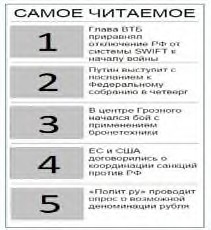 САМОЕ ЧИТАЕМОЕ
1
Глава ВТБ
приравнял
отключение РФ от
системы SWIFT к
началу войны
2
Путин выступит с
посланием к
Федеральному
собранию в четверг
3
В центре Грозного
начался бой с
применением
бронетехники
4
ЕС и США
договорились о
координации санкций
против РФ
5
«Полит.ру» проводит
опрос о возможной
деноминации рубля